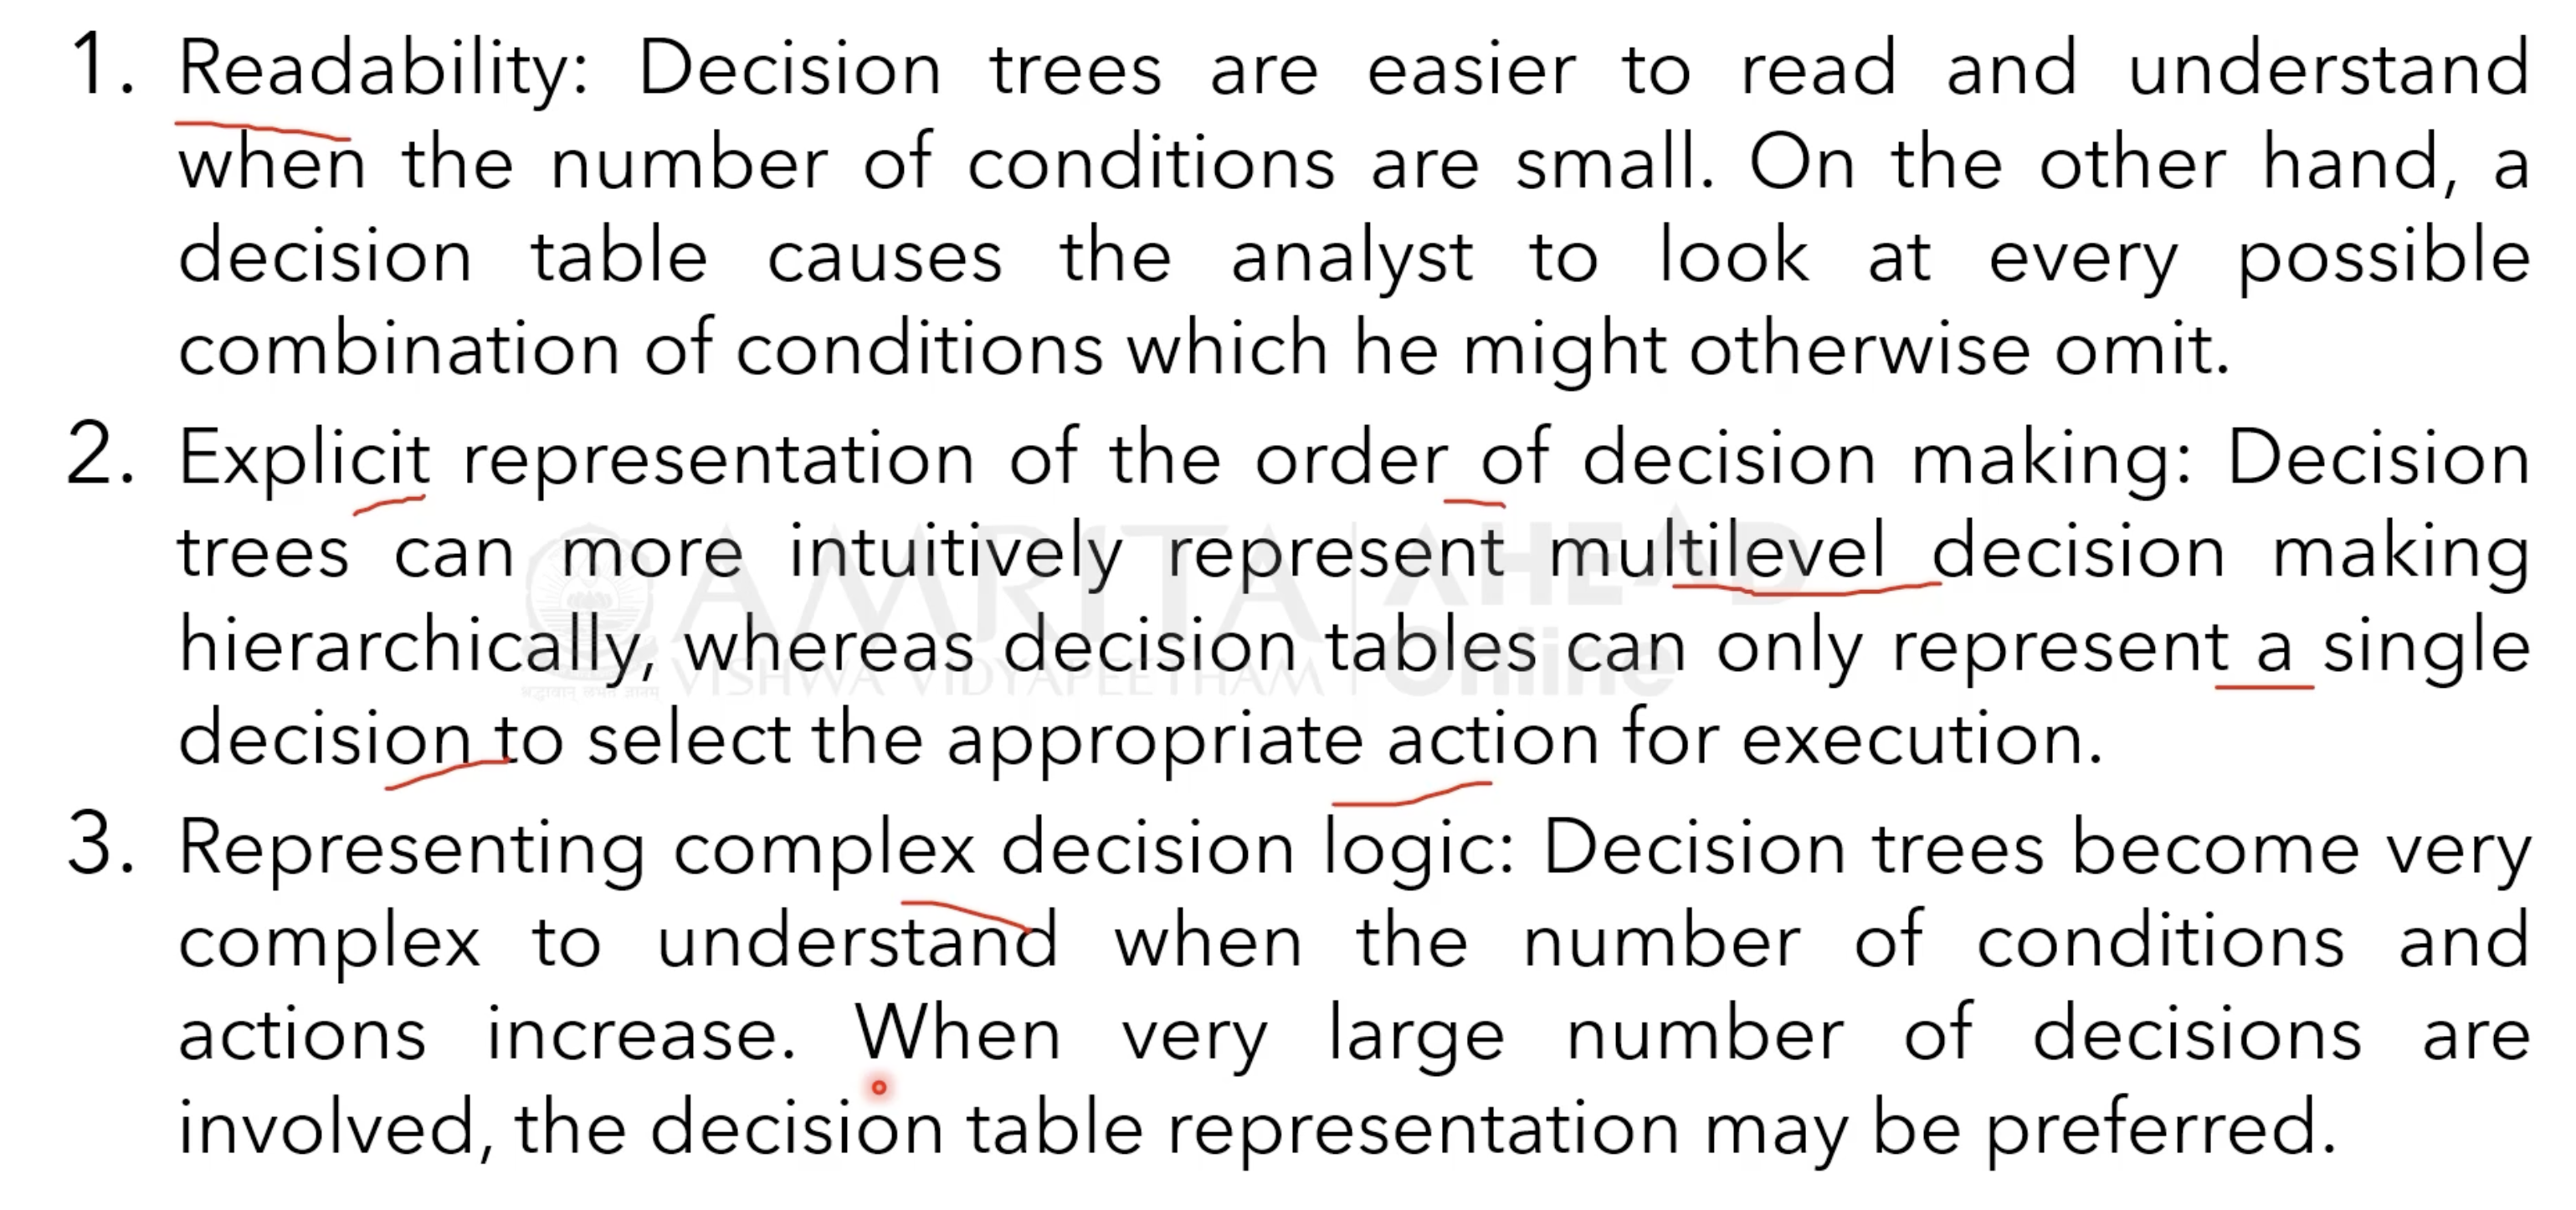 1. Readability: Decision trees are easier to read and understand
when the number of conditions are small. On the other hand, a
decision table causes the analyst to look at every possible
combination of conditions which he might otherwise omit.
2. Explicit representation of the order of decision making: Decision
trees can more intuitively represent multilevel decision making
hierarchically, whereas decision tables can only represent a single
decision to select the appropriate action for execution.
3. Representing complex decision logic: Decision trees become very
complex to understand when the number of conditions and
actions increase. When very large number of decisions are
involved, the decision table representation may be preferred.
AMRITA
VISHWA VIDYAPEETHAM
AHEAD
Online
श्रद्धावान् लभते ज्ञानम्